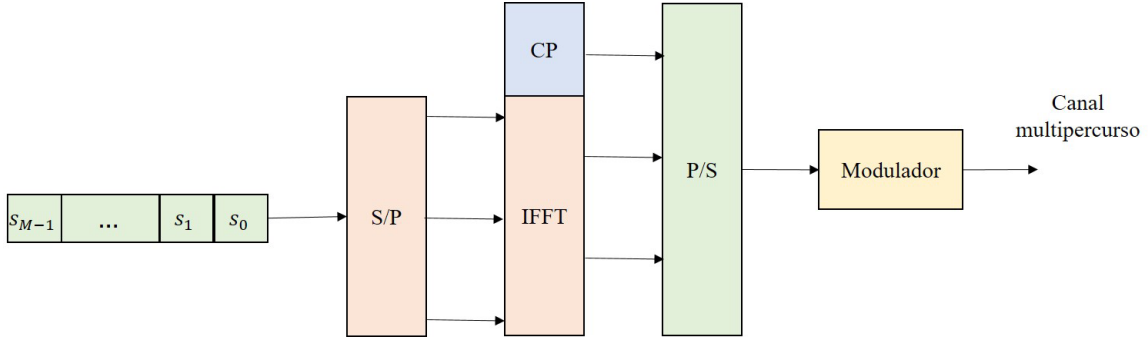 CP
Canal
multipercurso
S/P
IFFT
P/S
Modulador
s_{M−1} ... s_1 s_0